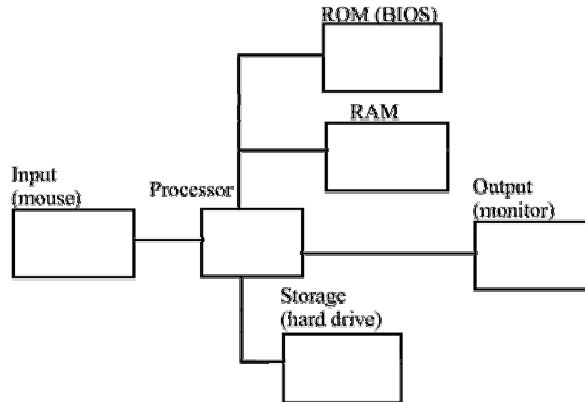 ROM (BIOS)
RAM
Input
(mouse)
Processor
Output
(monitor)
Storage
(hard drive)